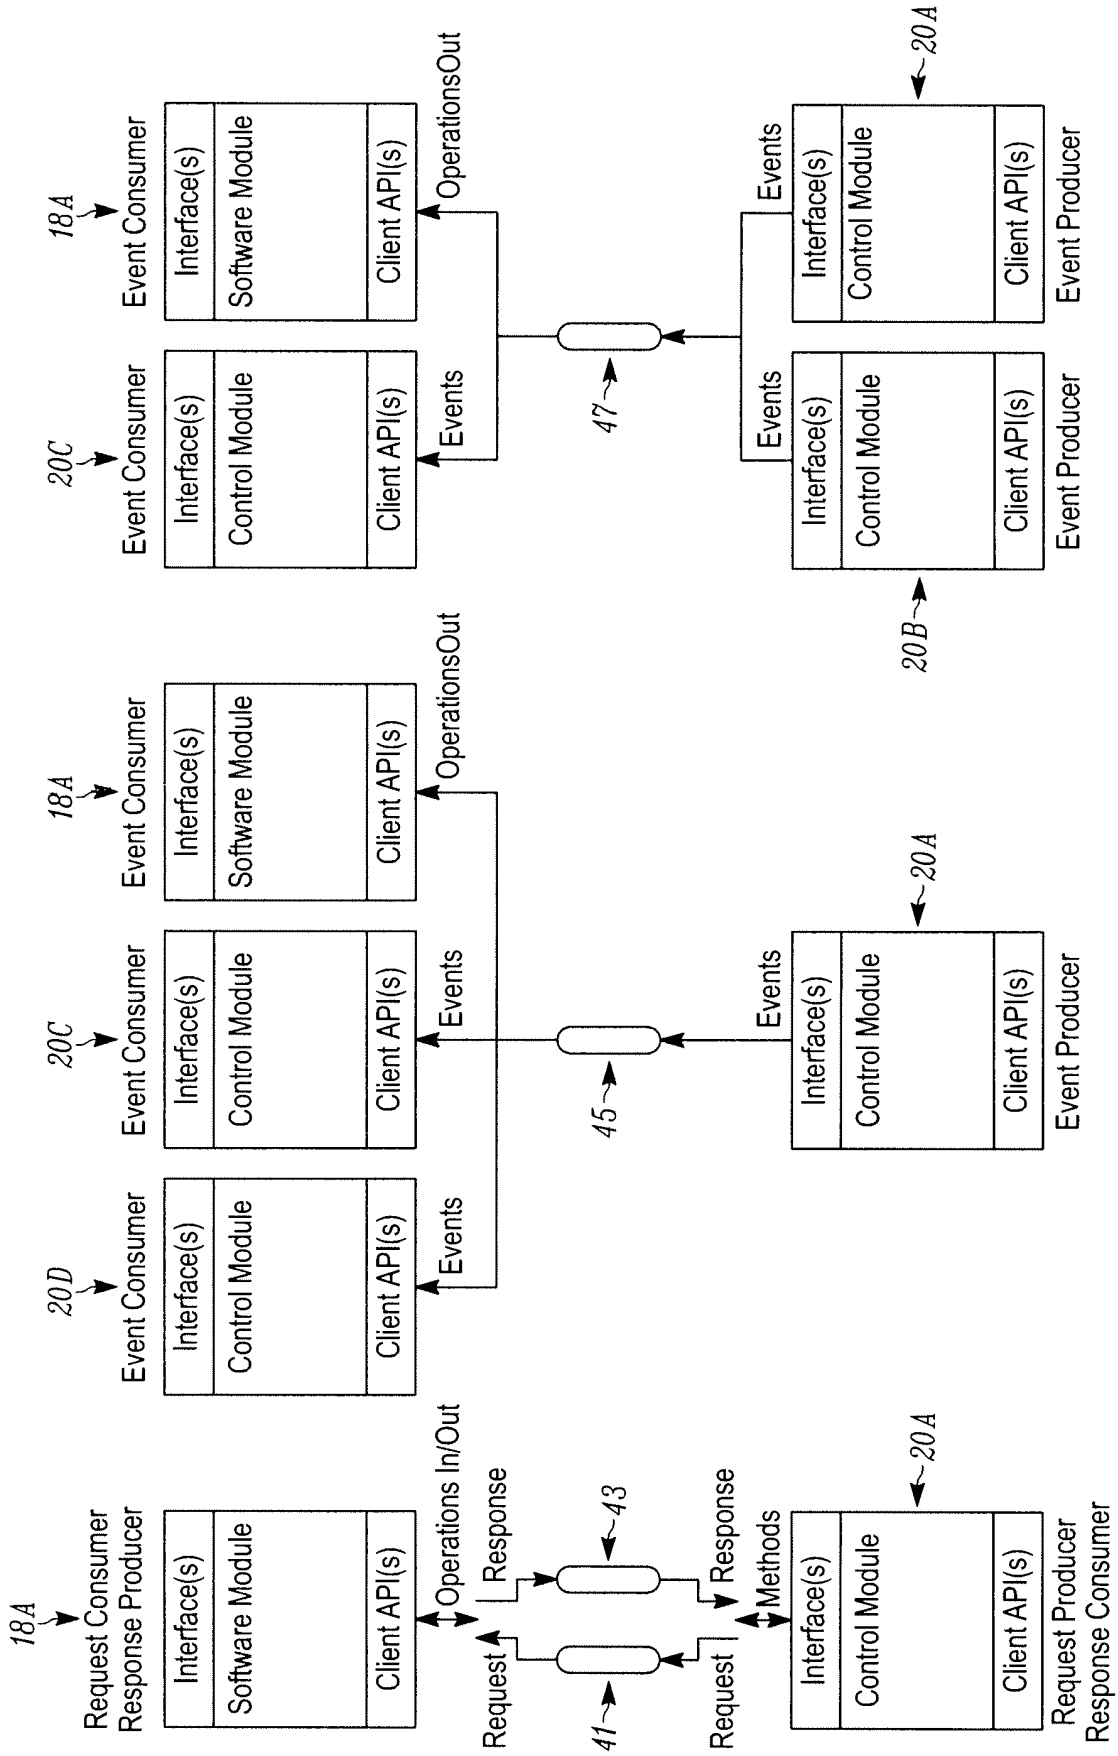 18A
Request Consumer
Response Producer
Interface(s)
Software Module
Client API(s)
Operations In/Out
Request
Response
41
43
Request
Response
Methods
Interface(s)
Control Module
20A
Client API(s)
Request Producer
Response Consumer
20D
Event Consumer
Interface(s)
Control Module
Client API(s)
Events
20C
Event Consumer
Interface(s)
Control Module
Client API(s)
Events
18A
Event Consumer
Interface(s)
Software Module
Client API(s)
OperationsOut
45
Events
Interface(s)
Control Module
20A
Client API(s)
Event Producer
20C
Event Consumer
Interface(s)
Control Module
Client API(s)
Events
18A
Event Consumer
Interface(s)
Software Module
Client API(s)
OperationsOut
47
Events
Interface(s)
Control Module
20B
Client API(s)
Event Producer
Events
Interface(s)
Control Module
20A
Client API(s)
Event Producer